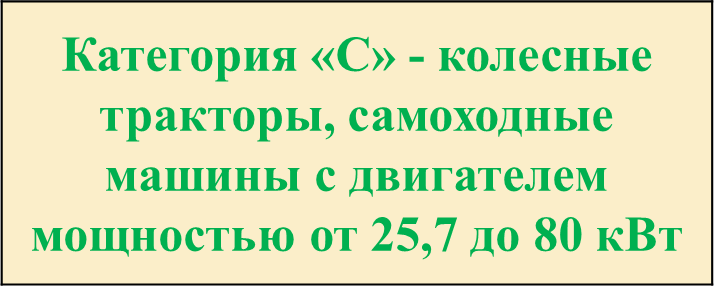 Категория «С» - колесные
тракторы, самоходные
машины с двигателем
мощностью от 25,7 до 80 кВт